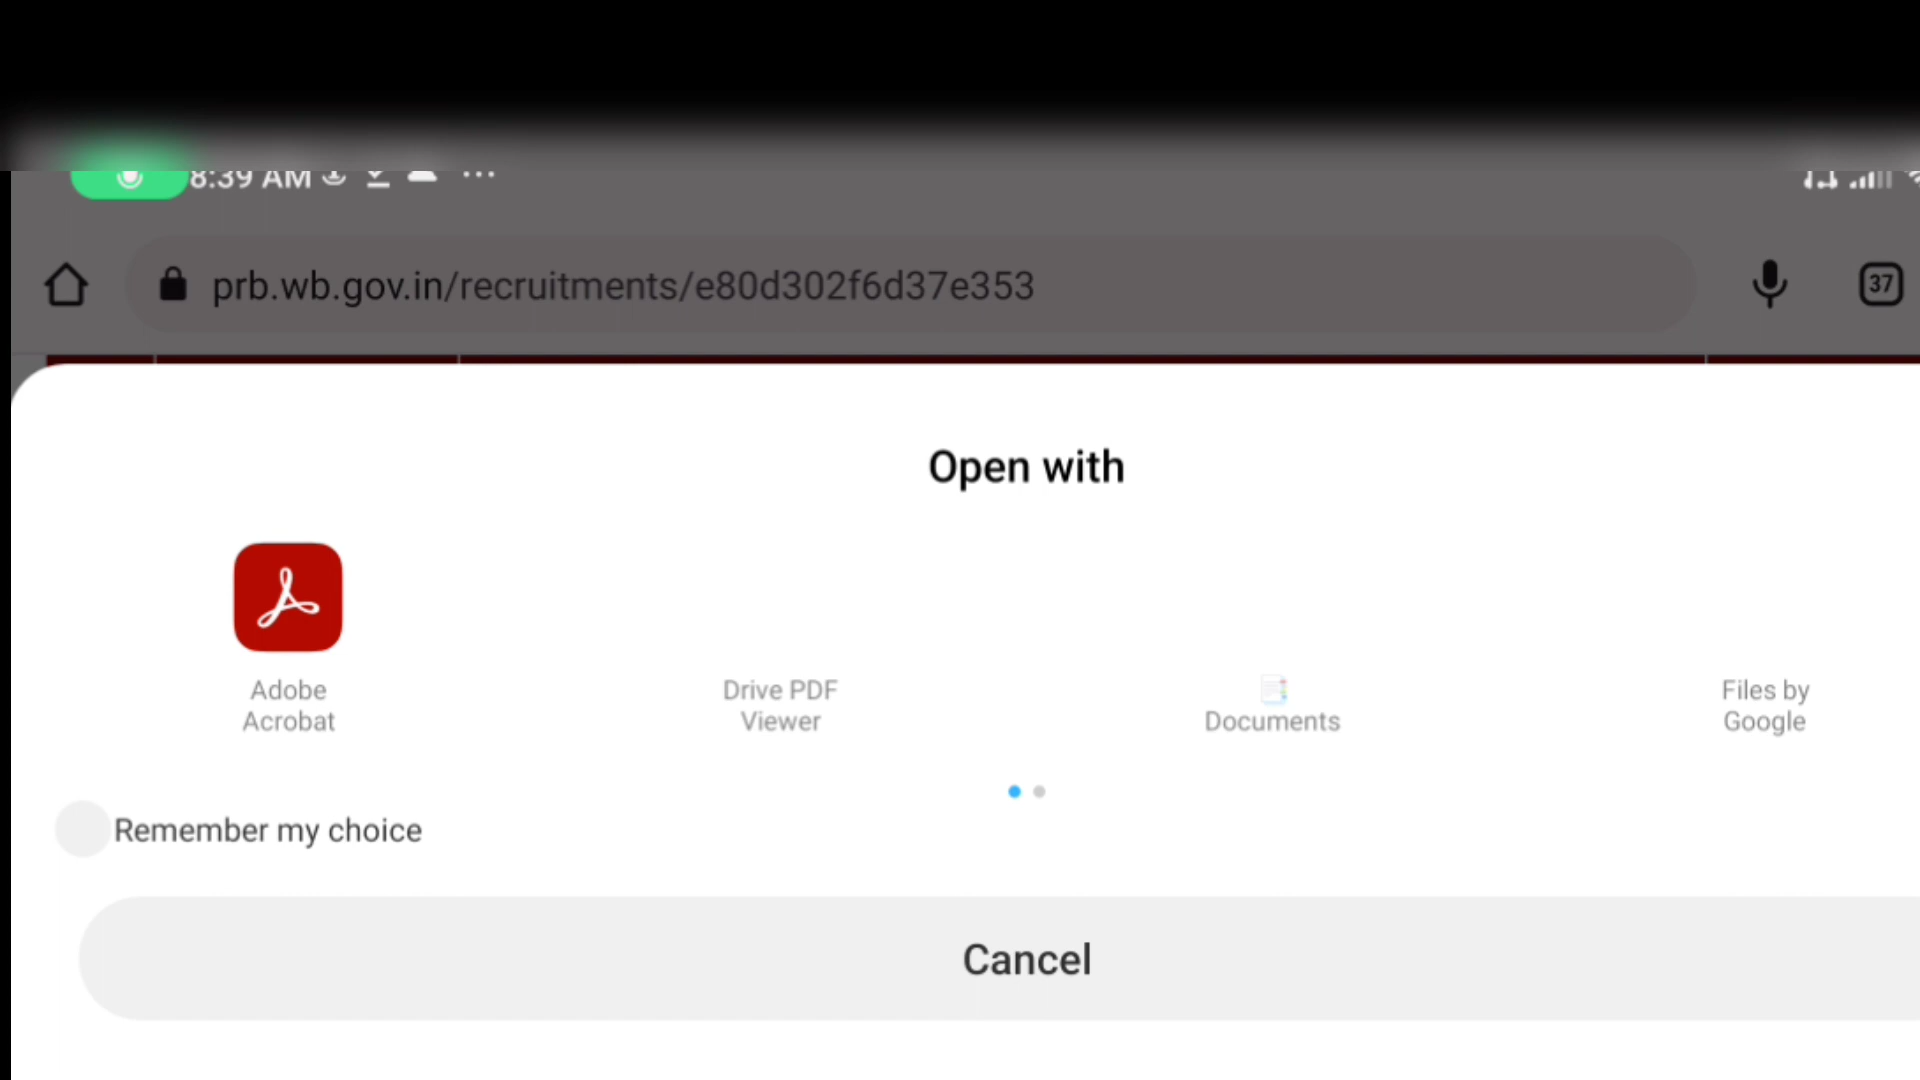 8:39 AM
prb.wb.gov.in/recruitments/e80d302f6d37e353
37
Open with
Adobe
Acrobat
Drive PDF
Viewer
Documents
Files by
Google
Remember my choice
Cancel